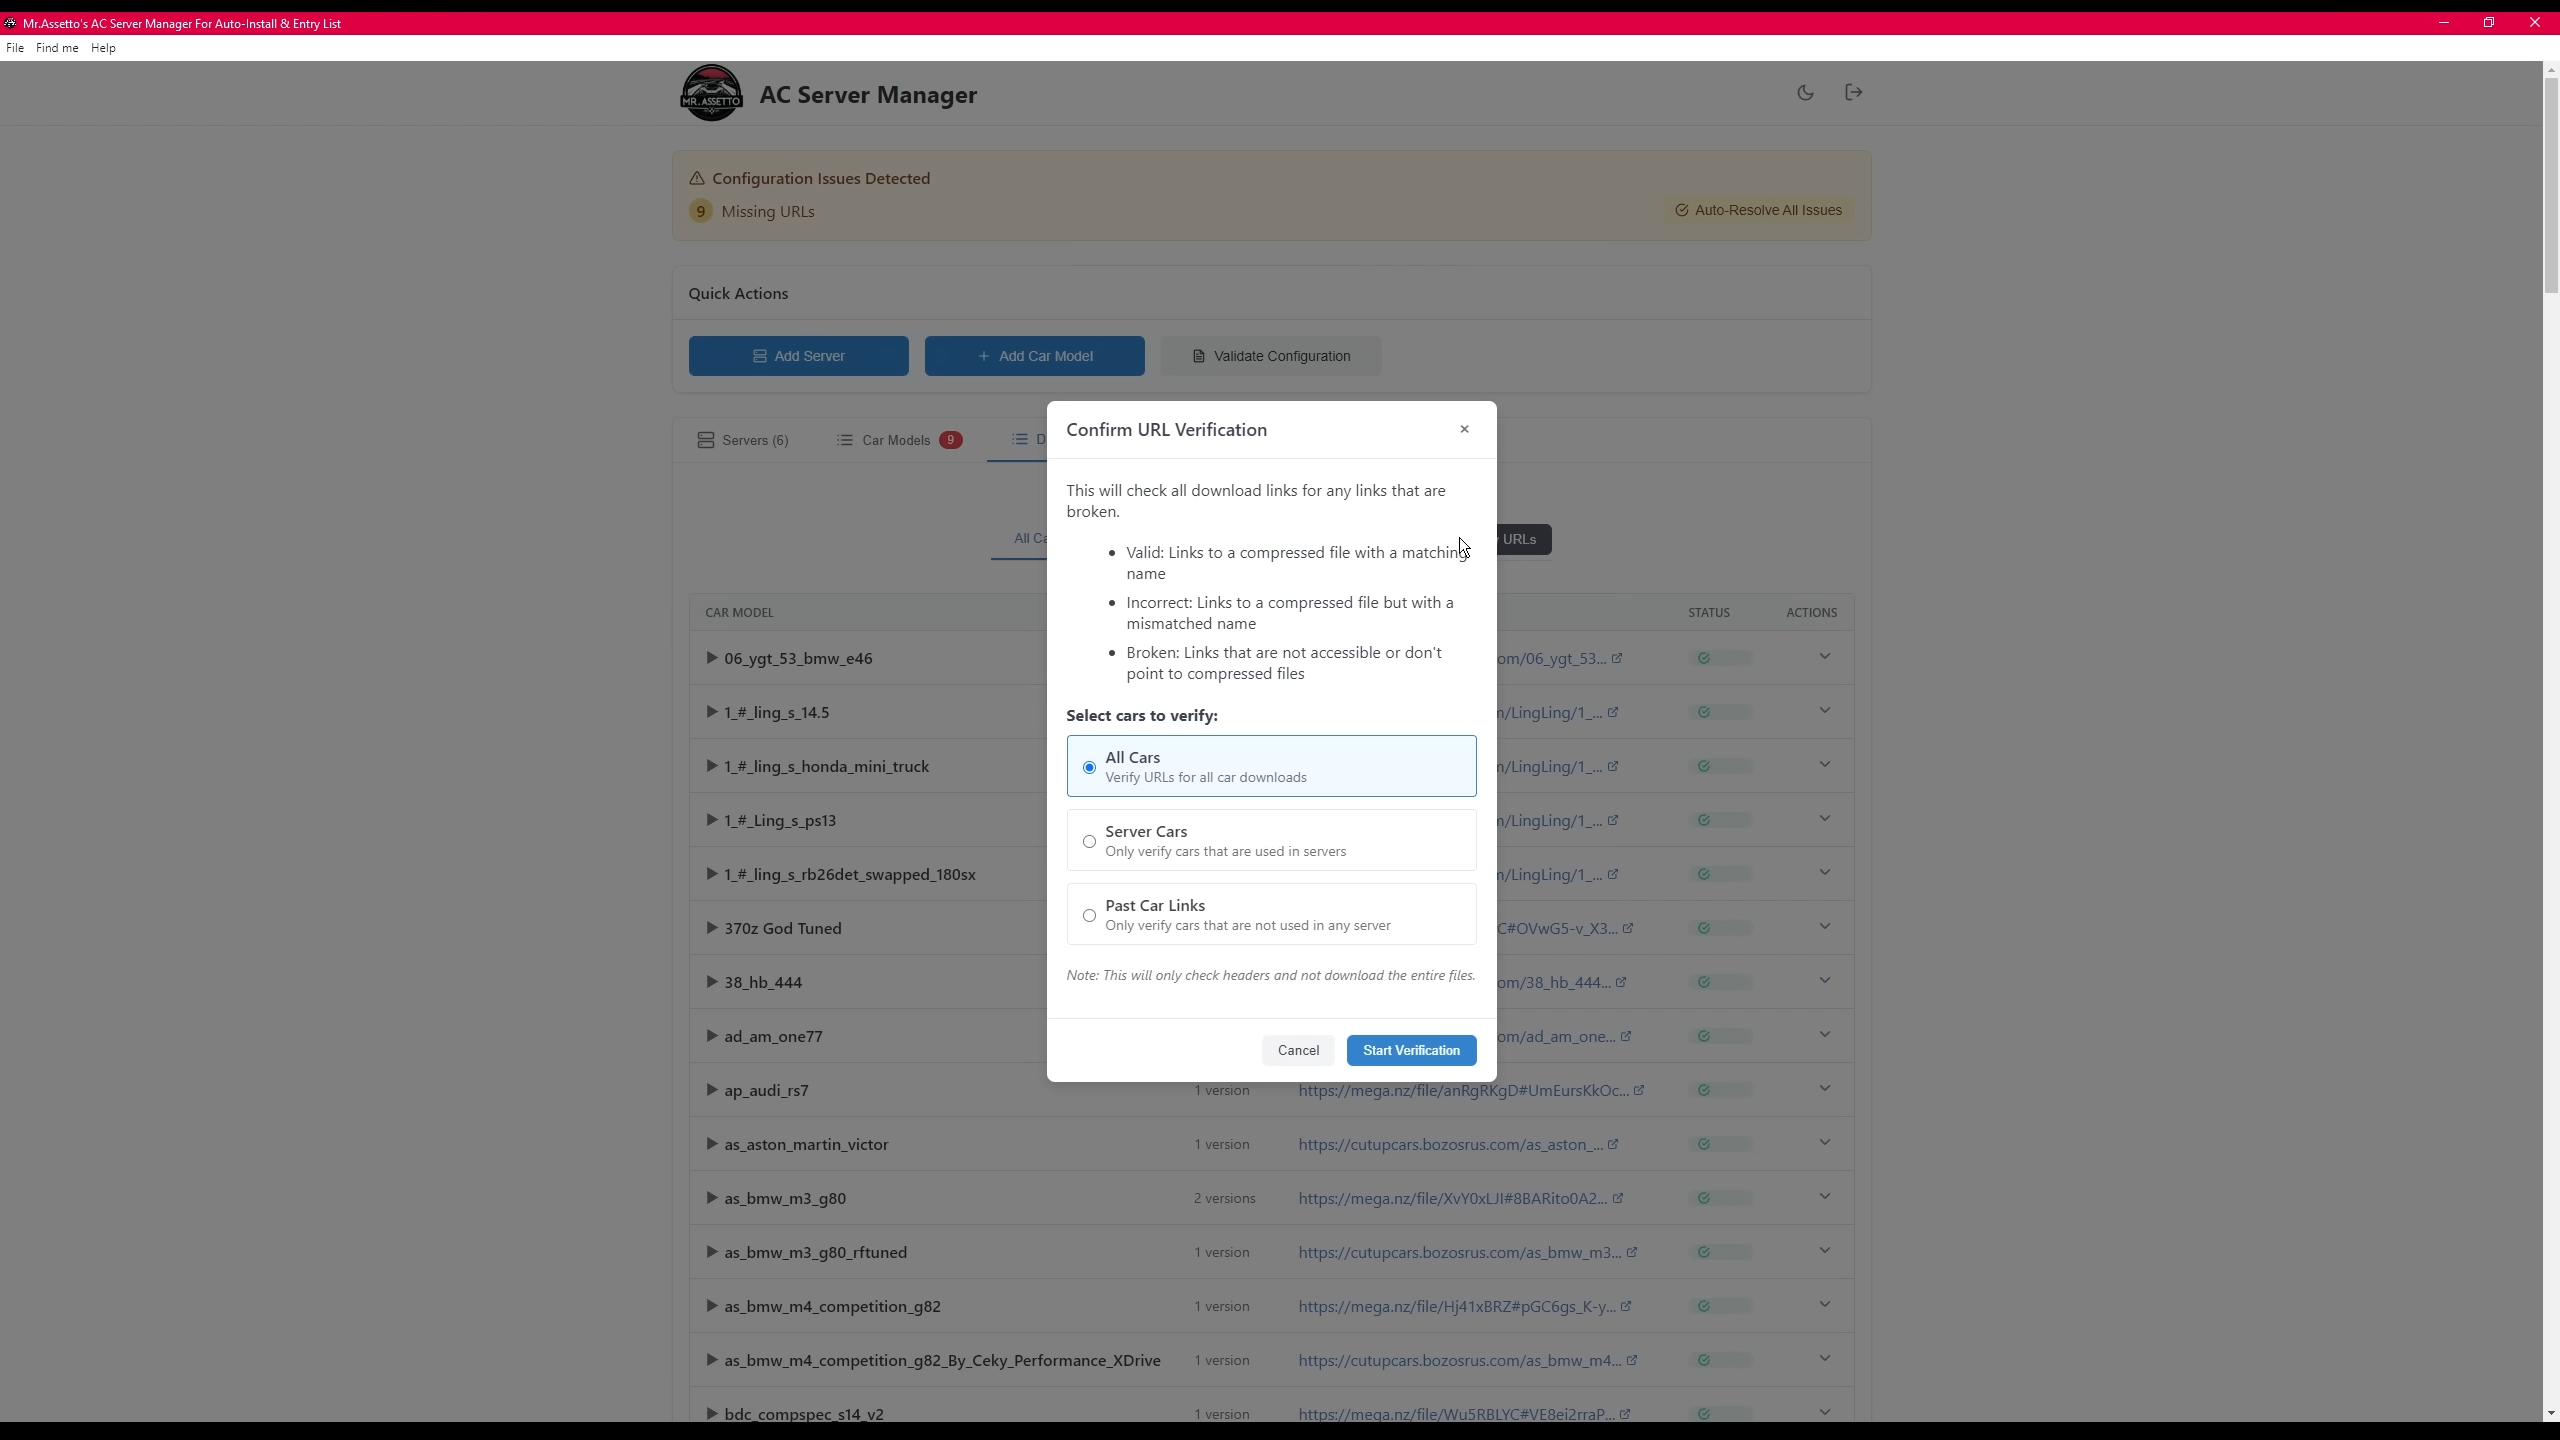 Mr.Assetto's AC Server Manager For Auto-Install & Entry List
File Find me Help
MR. ASSETTO
AC Server Manager
Configuration Issues Detected
9 Missing URLs
Auto-Resolve All Issues
Quick Actions
Add Server
Add Car Model
Validate Configuration
Servers (6)
Car Models 9
D
Confirm URL Verification
This will check all download links for any links that are
broken.
• Valid: Links to a compressed file with a matching
name
• Incorrect: Links to a compressed file but with a
mismatched name
• Broken: Links that are not accessible or don't
point to compressed files
Select cars to verify:
All Cars
Verify URLs for all car downloads
Server Cars
Only verify cars that are used in servers
Past Car Links
Only verify cars that are not used in any server
Note: This will only check headers and not download the entire files.
Cancel
Start Verification
All Ca
URLs
CAR MODEL STATUS ACTIONS
06_ygt_53_bmw_e46 om/06_ygt_53...
1_#_ling_s_14.5 n/LingLing/1_...
1_#_ling_s_honda_mini_truck n/LingLing/1_...
1_#_Ling_s_ps13 n/LingLing/1_...
1_#_ling_s_rb26det_swapped_180sx n/LingLing/1_...
370z God Tuned C#OVwG5-v_X3...
38_hb_444 om/38_hb_444...
ad_am_one77 om/ad_am_one...
ap_audi_rs7 1 version https://mega.nz/file/anRgRKgD#UmEursKkOc...
as_aston_martin_victor 1 version https://cutupcars.bozosrus.com/as_aston_...
as_bmw_m3_g80 2 versions https://mega.nz/file/XvY0xLJI#8BARito0A2...
as_bmw_m3_g80_rftuned 1 version https://cutupcars.bozosrus.com/as_bmw_m3...
as_bmw_m4_competition_g82 1 version https://mega.nz/file/Hj41xBRZ#pGC6gs_K-y...
as_bmw_m4_competition_g82_By_Ceky_Performance_XDrive 1 version https://cutupcars.bozosrus.com/as_bmw_m4...
bdc_compspec_s14_v2 1 version https://mega.nz/file/Wu5RBLYC#VE8ei2rraP...